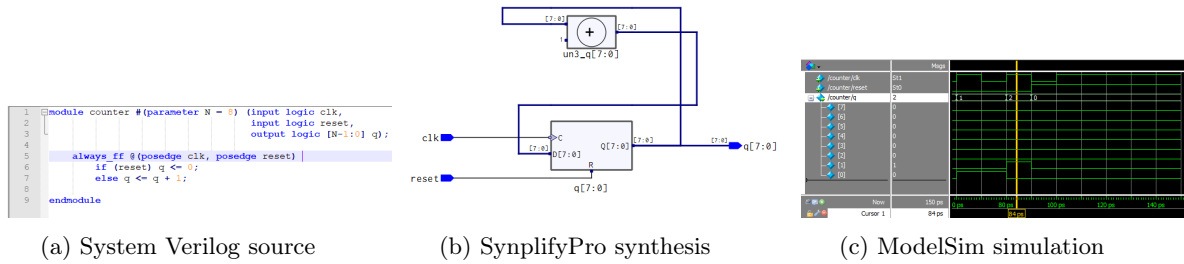 1 module counter #(parameter N = 8) (input logic clk,
2 input logic reset,
3 output logic [N-1:0] q);
4
5 always_ff @(posedge clk, posedge reset)
6 if (reset) q <= 0;
7 else q <= q + 1;
8
9 endmodule
[7:0]
[7:0]
+
1
un3_q[7:0]
clk
C
[7:0]
D[7:0]
Q[7:0]
[7:0]
[7:0]
q[7:0]
R
reset
q[7:0]
Msgs
/counter/clk St1
/counter/reset St0
/counter/q 2 1 2 0
[7] 0
[6] 0
[5] 0
[4] 0
[3] 0
[2] 0
[1] 1
[0] 0
Now 150 ps 0 ps 80 ps 120 ps
Cursor 1 84 ps 84 ps
(a) System Verilog source
(b) SynplifyPro synthesis
(c) ModelSim simulation